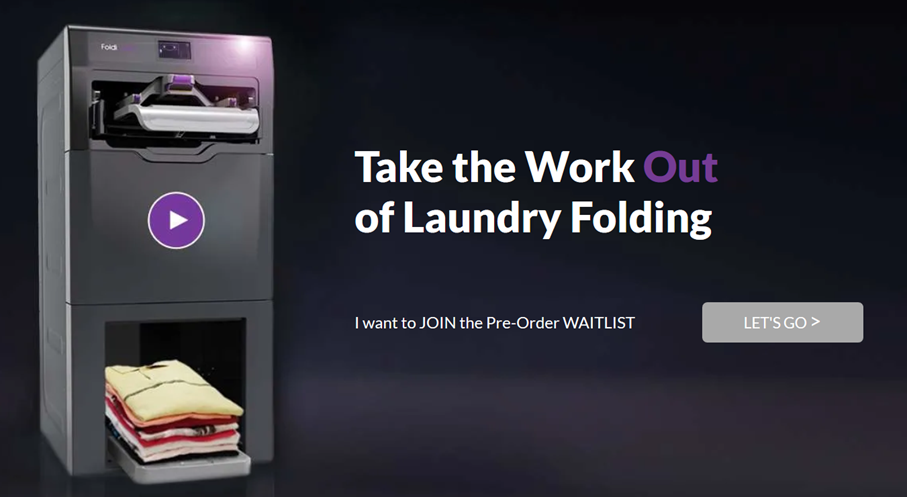 Foldi
Take the Work Out
of Laundry Folding
I want to JOIN the Pre-Order WAITLIST
LET'S GO >